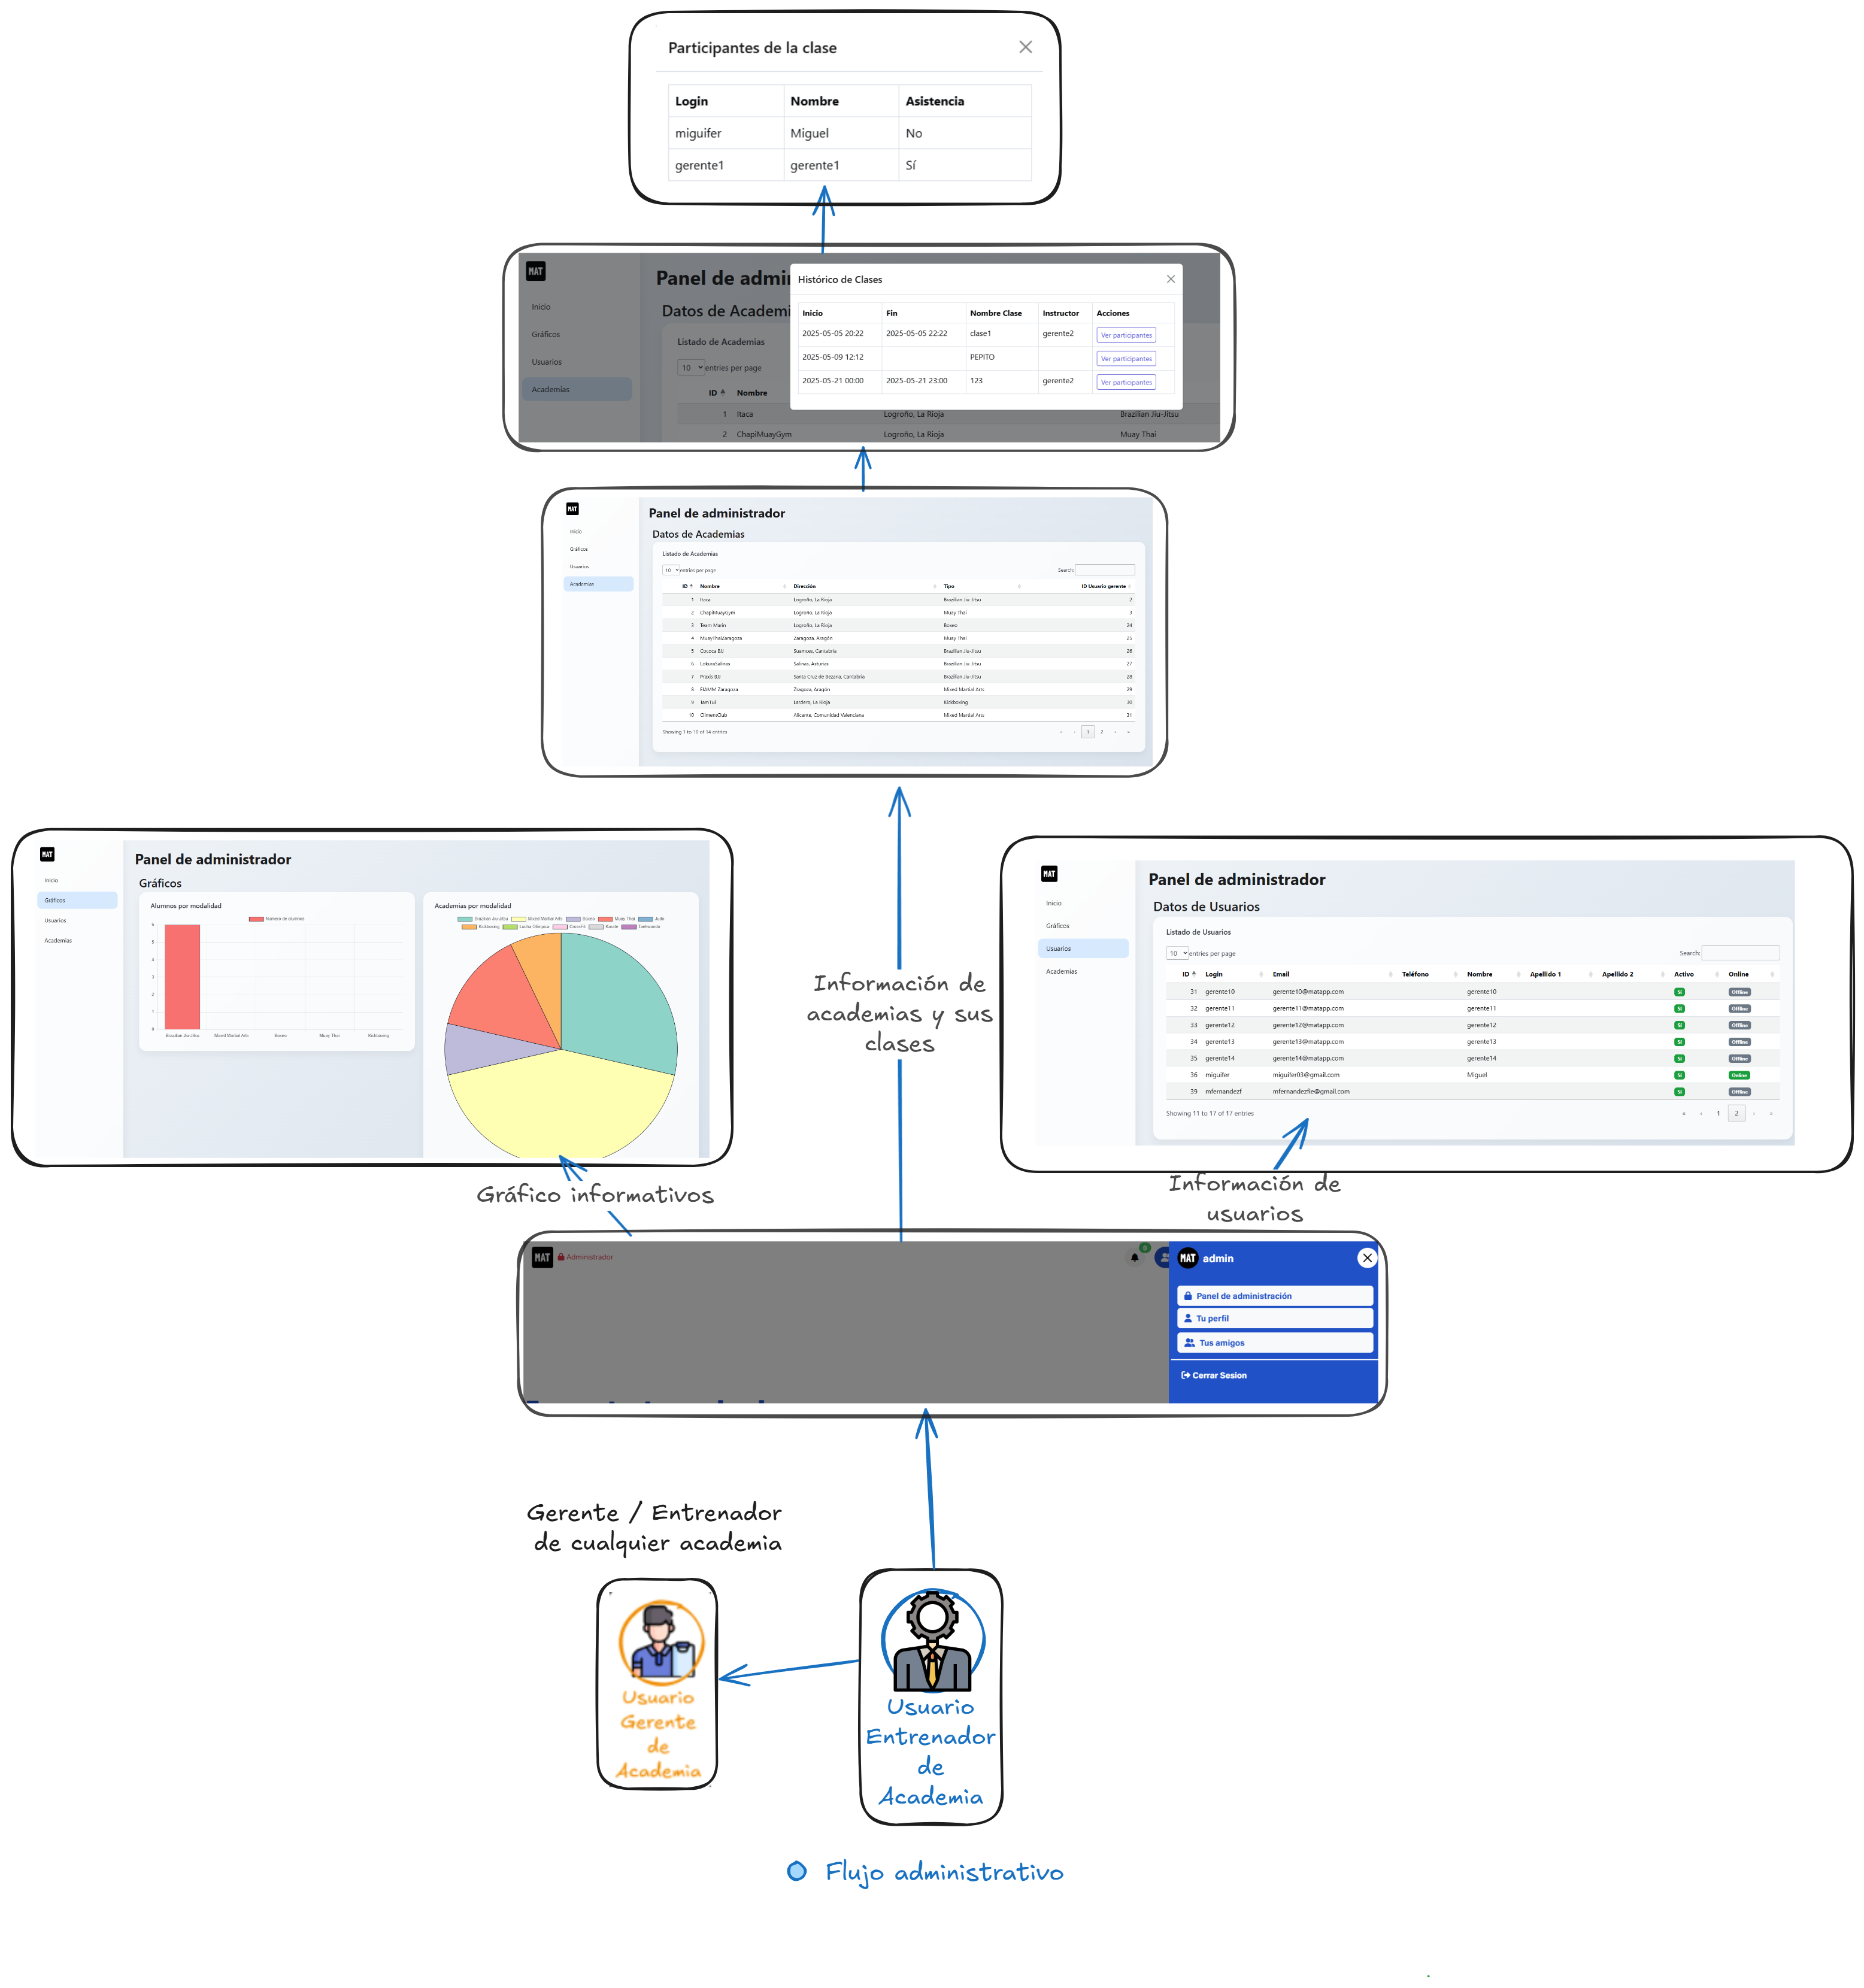 Participantes de la clase
Login Nombre Asistencia
miguifer Miguel No
gerente1 gerente1 Sí
MAT
Inicio
Gráficos
Usuarios
Academias
Panel de admi
Datos de Academi
Listado de Academias
10 entries per page
ID Nombre
1 Itaca Logroño, La Rioja Brazilian Jiu-Jitsu
2 ChapiMuayGym Logroño, La Rioja Muay Thai
Histórico de Clases
Inicio Fin Nombre Clase Instructor Acciones
2025-05-05 20:22 2025-05-05 22:22 clase1 gerente2 Ver participantes
2025-05-09 12:12 PEPITO Ver participantes
2025-05-21 00:00 2025-05-21 23:00 123 gerente2 Ver participantes
MAT
Inicio
Gráficos
Usuarios
Academias
Panel de administrador
Datos de Academias
Listado de Academias
10 entries per page Search:
ID Nombre Dirección Tipo ID Usuario gerente
1 Itaca Logroño, La Rioja Brazilian Jiu-Jitsu 2
2 ChapiMuayGym Logroño, La Rioja Muay Thai 3
3 Team Marin Logroño, La Rioja Boxeo 24
4 MuayThaiZaragoza Zaragoza, Aragón Muay Thai 25
5 Cococa BJJ Suances, Cantabria Brazilian Jiu-Jitsu 26
6 LokuraSalinas Salinas, Asturias Brazilian Jiu-Jitsu 27
7 Praxis BJJ Santa Cruz de Bezana, Cantabria Brazilian Jiu-Jitsu 28
8 EIAMM Zaragoza Zragoza, Aragón Mixed Martial Arts 29
9 Lardero, La Rioja Kickboxing 30
10 ClimentClub Alicante, Comunidad Valenciana Mixed Martial Arts 31
Showing 1 to 10 of 14 entries « ‹ 1 2 › »
MAT
Inicio
Gráficos
Usuarios
Academias
Panel de administrador
Gráficos
Alumnos por modalidad
Número de alumnos
6
5
4
3
2
1
0
Brazilian Jiu-Jitsu Mixed Martial Arts Boxeo Muay Thai Kickboxing
Academias por modalidad
Brazilian Jiu-Jitsu Mixed Martial Arts Boxeo Muay Thai Judo
Kickboxing Lucha Olímpica CrossFit Karate Taekwondo
MAT
Inicio
Gráficos
Usuarios
Academias
Panel de administrador
Datos de Usuarios
Listado de Usuarios
10 entries per page Search:
ID Login Email Teléfono Nombre Apellido 1 Apellido 2 Activo Online
31 gerente10 gerente10@matapp.com gerente10 Sí Offline
32 gerente11 gerente11@matapp.com gerente11 Sí Offline
33 gerente12 gerente12@matapp.com gerente12 Sí Offline
34 gerente13 gerente13@matapp.com gerente13 Sí Offline
35 gerente14 gerente14@matapp.com gerente14 Sí Offline
36 miguifer miguifer03@gmail.com Miguel Sí Online
39 mfernandezf mfernandezfie@gmail.com Sí Offline
Showing 11 to 17 of 17 entries « ‹ 1 2 › »
Información de
academias y sus
clases
Gráfico informativos
Información de
usuarios
MAT Administrador 0
MAT admin
Panel de administración
Tu perfil
Tus amigos
Cerrar Sesion
Gerente / Entrenador
de cualquier academia
Usuario
Gerente
de
Academia
Usuario
Entrenador
de
Academia
Flujo administrativo